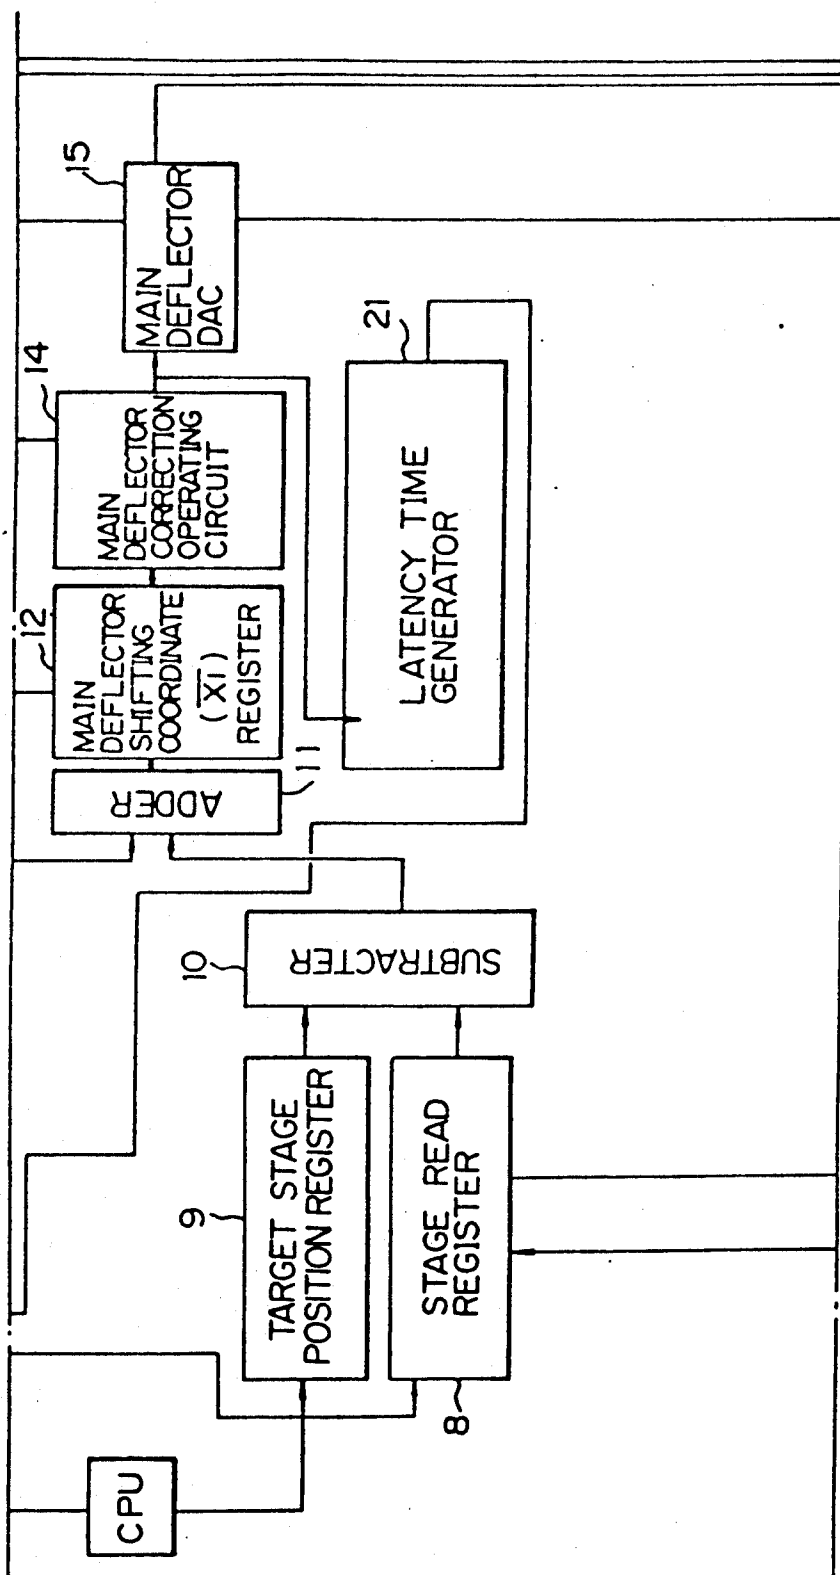 CPU
9
TARGET STAGE
POSITION REGISTER
STAGE READ
REGISTER
8
10
SUBTRACTER
ADDER
11
12
MAIN
DEFLECTOR
SHIFTING
COORDINATE
(X1)
REGISTER
14
MAIN
DEFLECTOR
CORRECTION
OPERATING
CIRCUIT
15
MAIN
DEFLECTOR
DAC
21
LATENCY TIME
GENERATOR